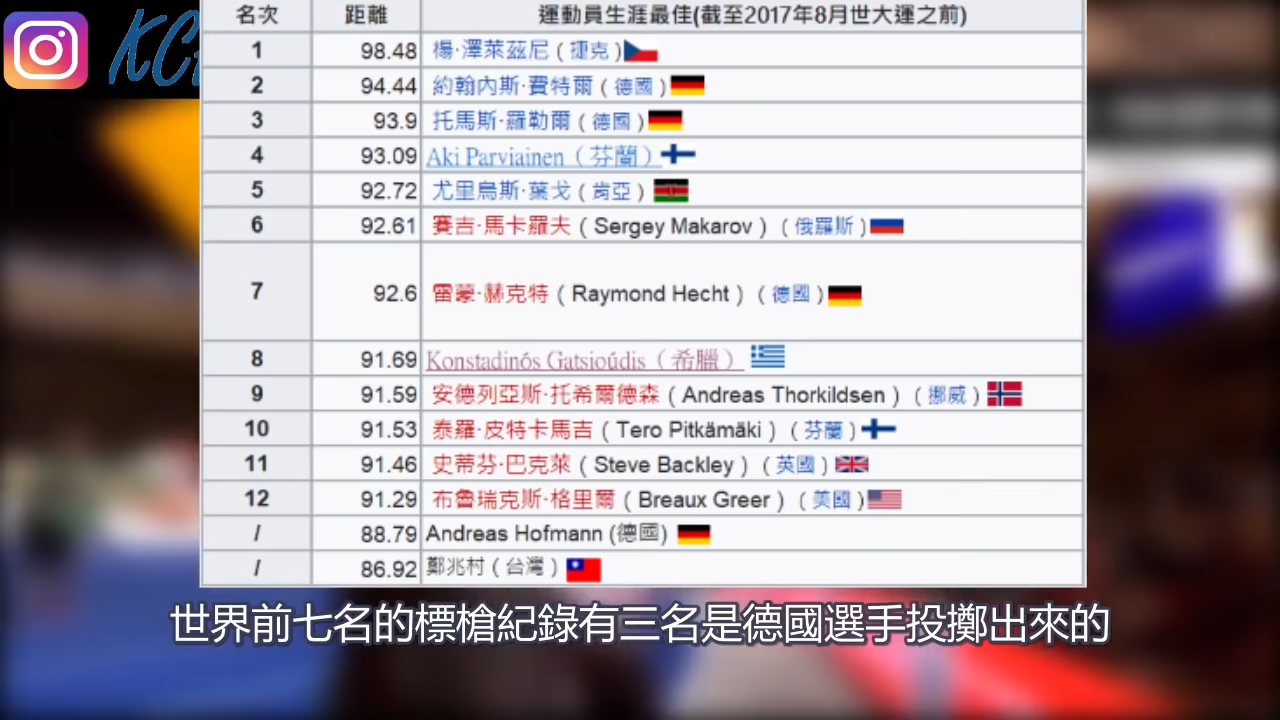 KC
名次 距離 運動員生涯最佳(截至2017年8月世大運之前)
1 98.48 楊·澤萊茲尼（捷克）
2 94.44 約翰內斯·費特爾（德國）
3 93.9 托馬斯·羅勒爾（德國）
4 93.09 Aki Parviainen（芬蘭）
5 92.72 尤里烏斯·葉戈（肯亞）
6 92.61 賽吉·馬卡羅夫（Sergey Makarov）（俄羅斯）
7 92.6 雷蒙·赫克特（Raymond Hecht）（德國）
8 91.69 Konstadinós Gatsioúdis（希臘）
9 91.59 安德列亞斯·托希爾德森（Andreas Thorkildsen）（挪威）
10 91.53 泰羅·皮特卡馬吉（Tero Pitkämäki）（芬蘭）
11 91.46 史蒂芬·巴克萊（Steve Backley）（英國）
12 91.29 布魯瑞克斯·格里爾（Breaux Greer）（美國）
/ 88.79 Andreas Hofmann (德國)
/ 86.92 鄭兆村（台灣）
世界前七名的標槍紀錄有三名是德國選手投擲出來的